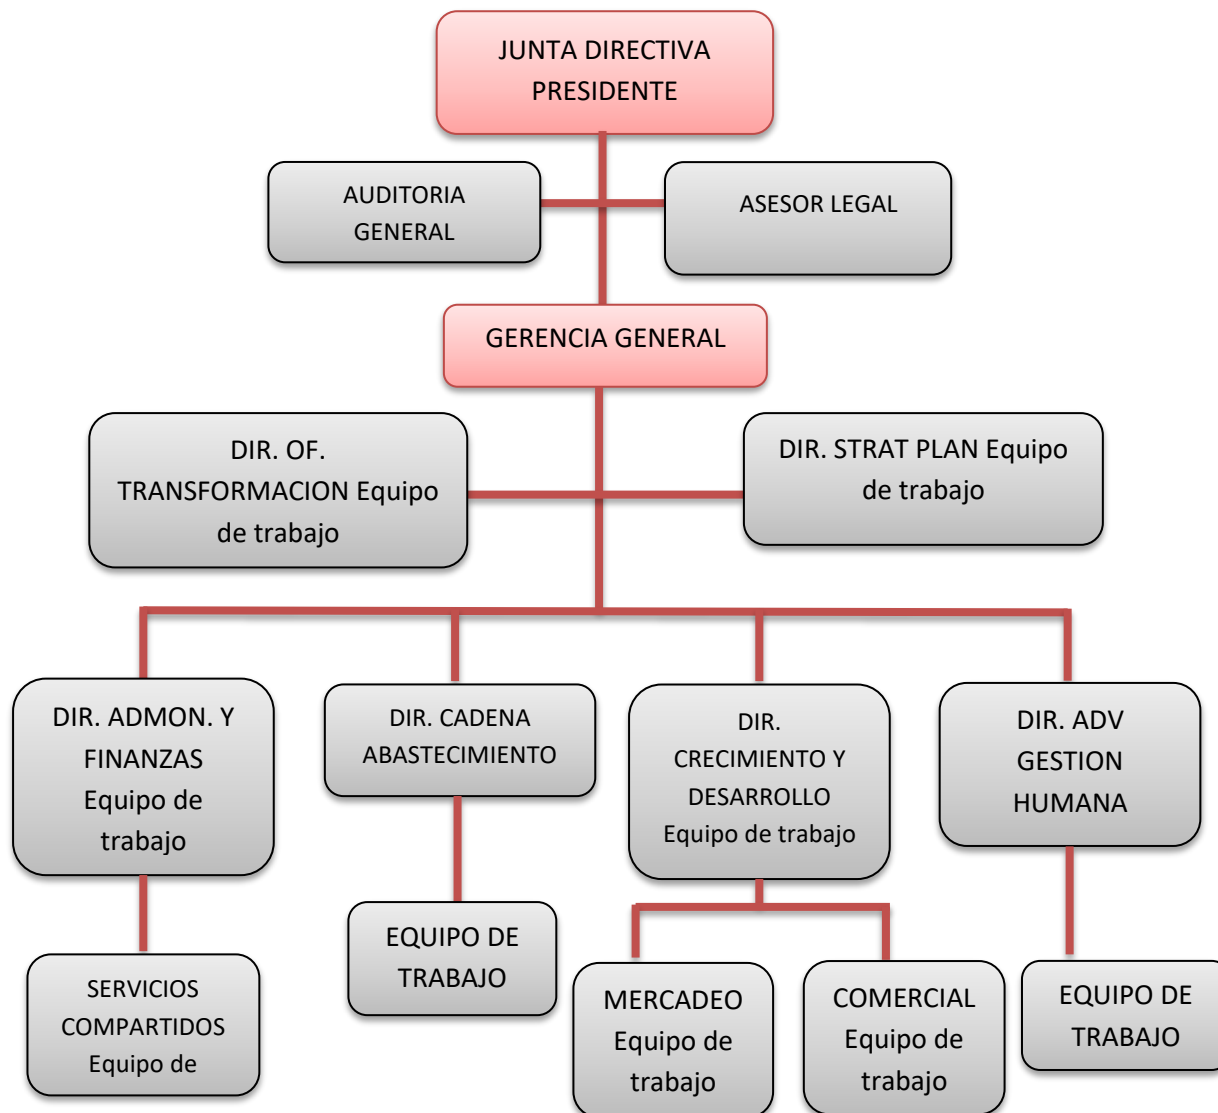 JUNTA DIRECTIVA
PRESIDENTE
AUDITORIA
GENERAL
ASESOR LEGAL
GERENCIA GENERAL
DIR. OF.
TRANSFORMACION Equipo
de trabajo
DIR. STRAT PLAN Equipo
de trabajo
DIR. ADMON. Y
FINANZAS
Equipo de
trabajo
DIR. CADENA
ABASTECIMIENTO
DIR.
CRECIMIENTO Y
DESARROLLO
Equipo de trabajo
DIR. ADV
GESTION
HUMANA
SERVICIOS
COMPARTIDOS
Equipo de
EQUIPO DE
TRABAJO
MERCADEO
Equipo de
trabajo
COMERCIAL
Equipo de
trabajo
EQUIPO DE
TRABAJO